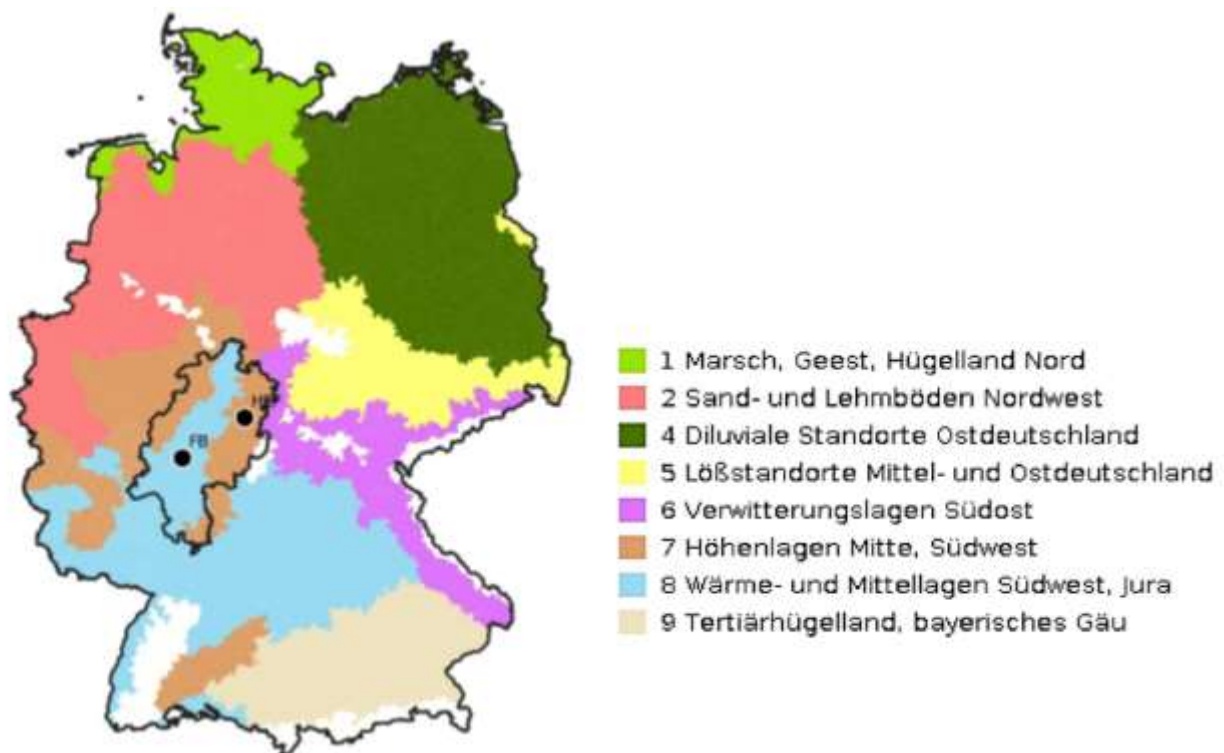 FB
1 Marsch, Geest, Hügelland Nord
2 Sand- und Lehmböden Nordwest
4 Diluviale Standorte Ostdeutschland
5 Lößstandorte Mittel- und Ostdeutschland
6 Verwitterungslagen Südost
7 Höhenlagen Mitte, Südwest
8 Wärme- und Mittellagen Südwest, Jura
9 Tertiärhügelland, bayerisches Gäu